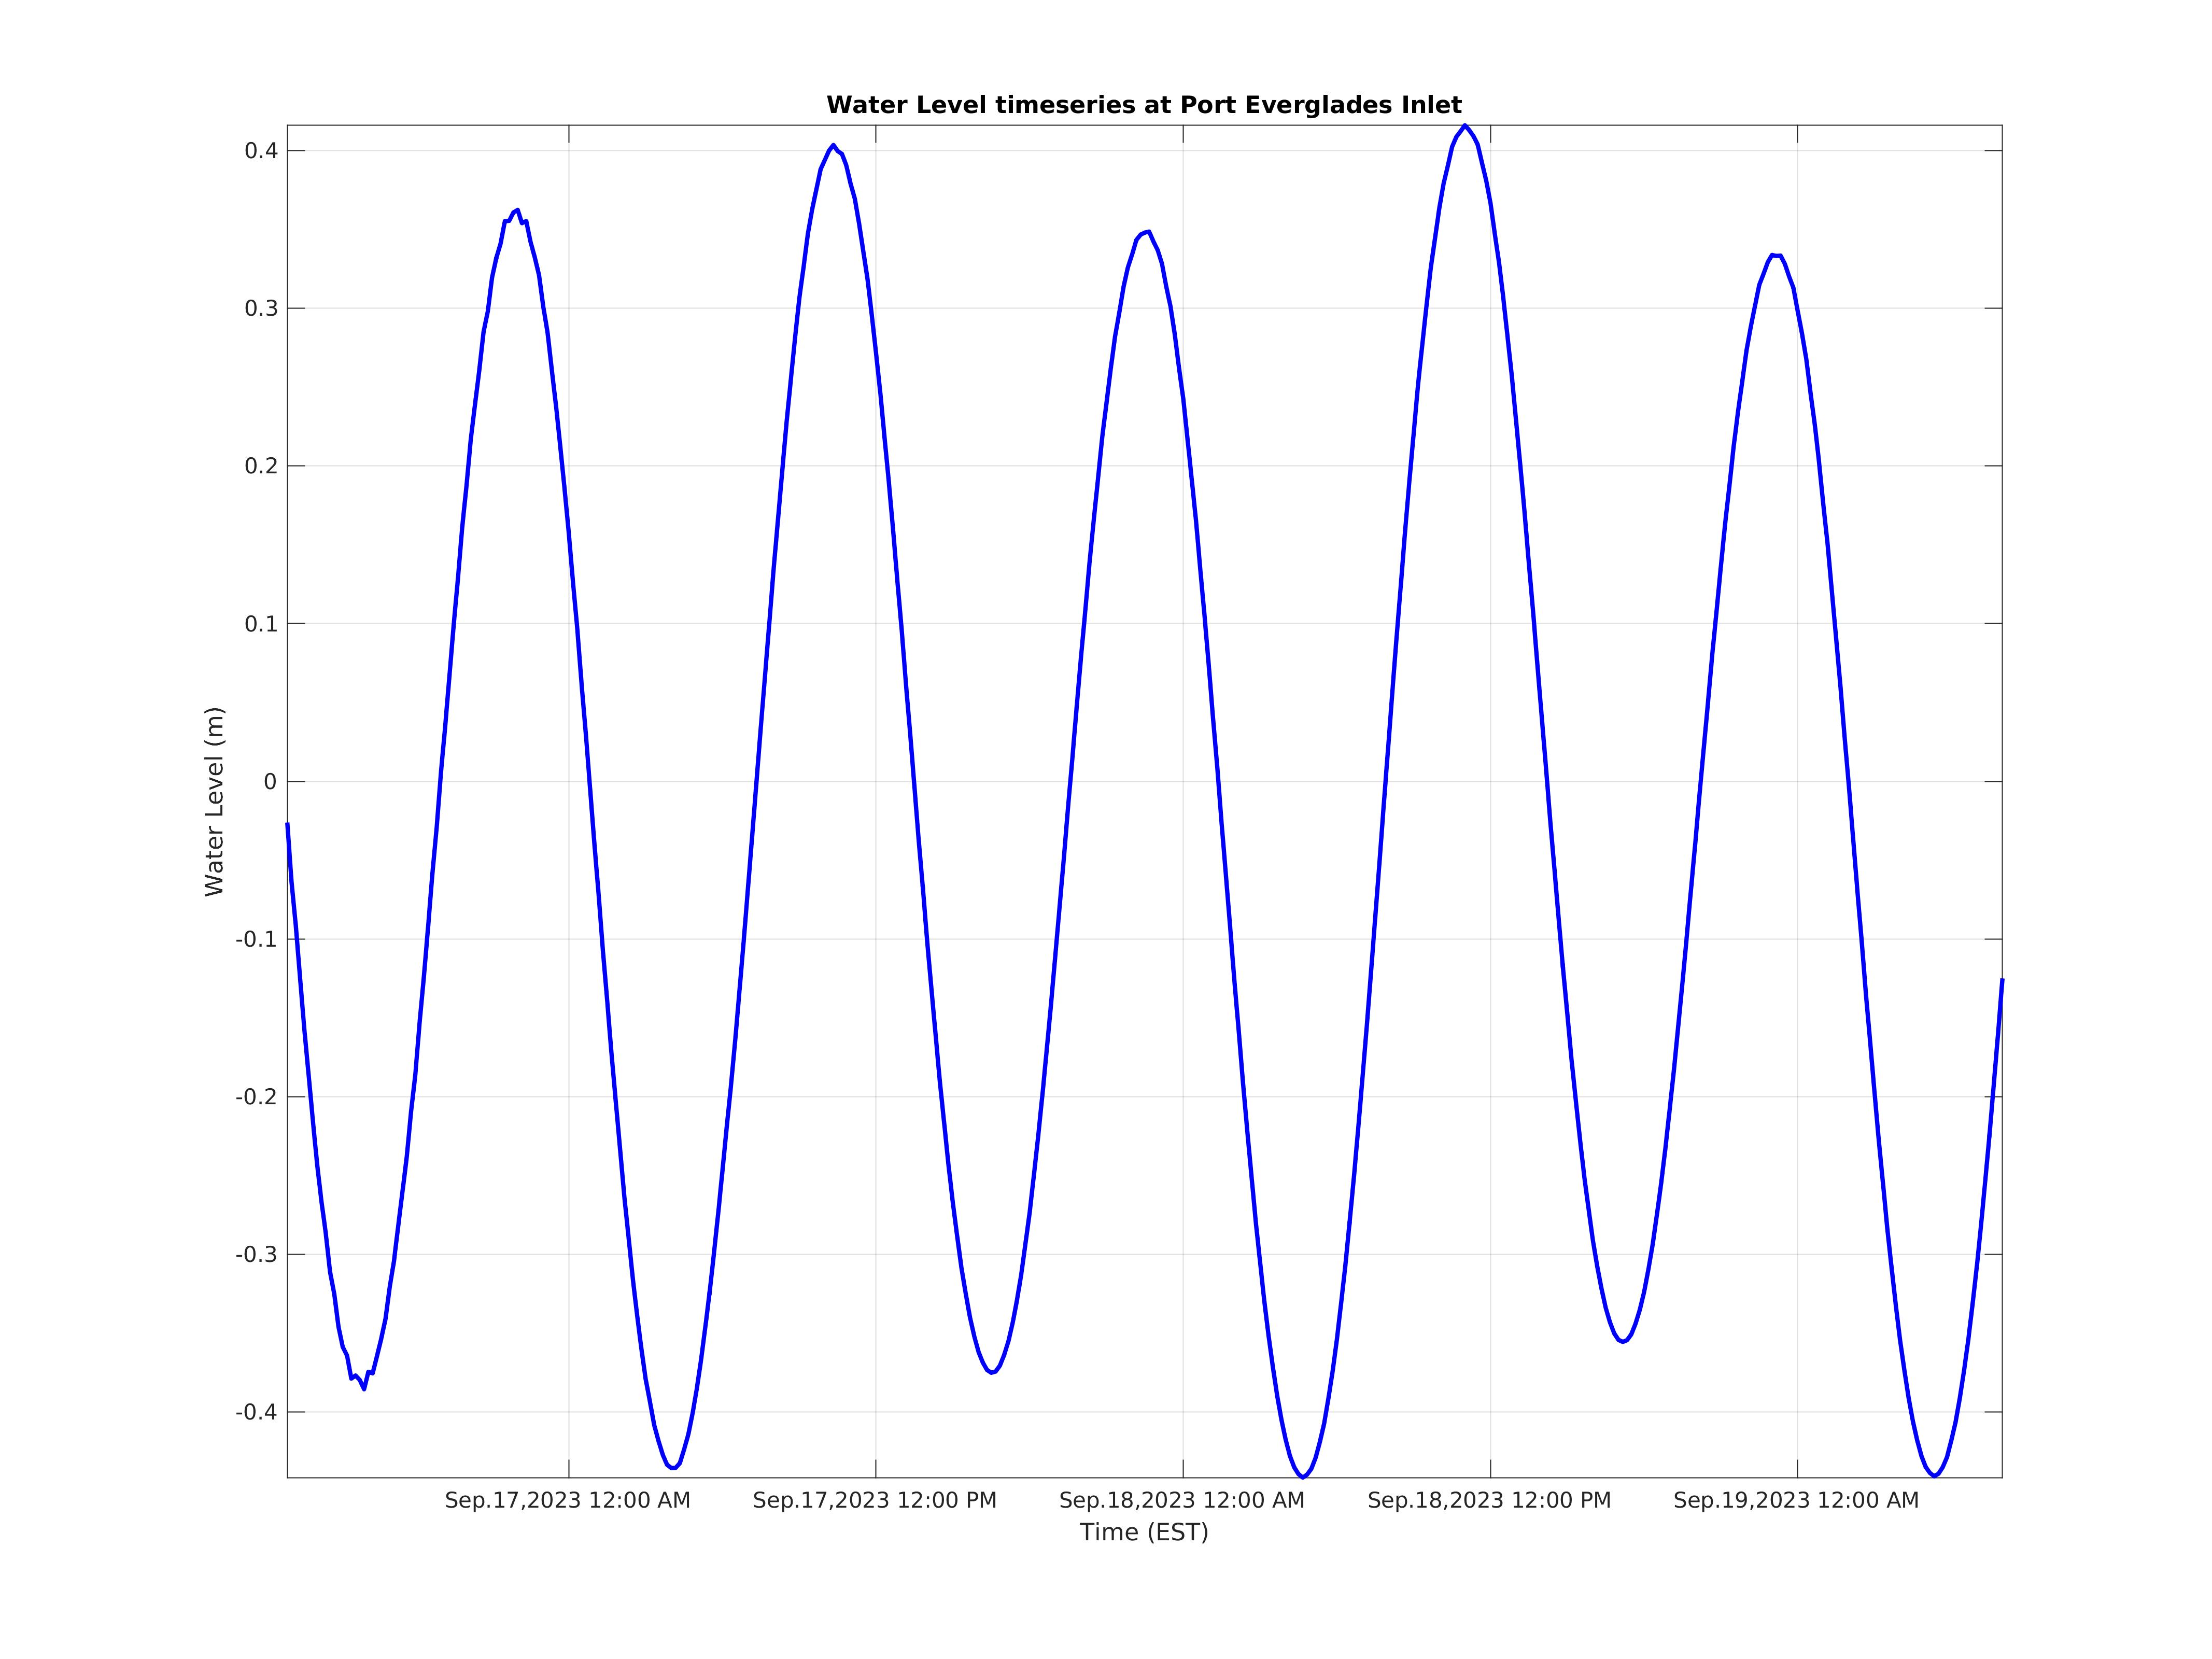 Water Level timeseries at Port Everglades Inlet
0.4
0.3
0.2
0.1
0
-0.1
-0.2
-0.3
-0.4
Water Level (m)
Sep.17,2023 12:00 AM
Sep.17,2023 12:00 PM
Sep.18,2023 12:00 AM
Sep.18,2023 12:00 PM
Sep.19,2023 12:00 AM
Time (EST)